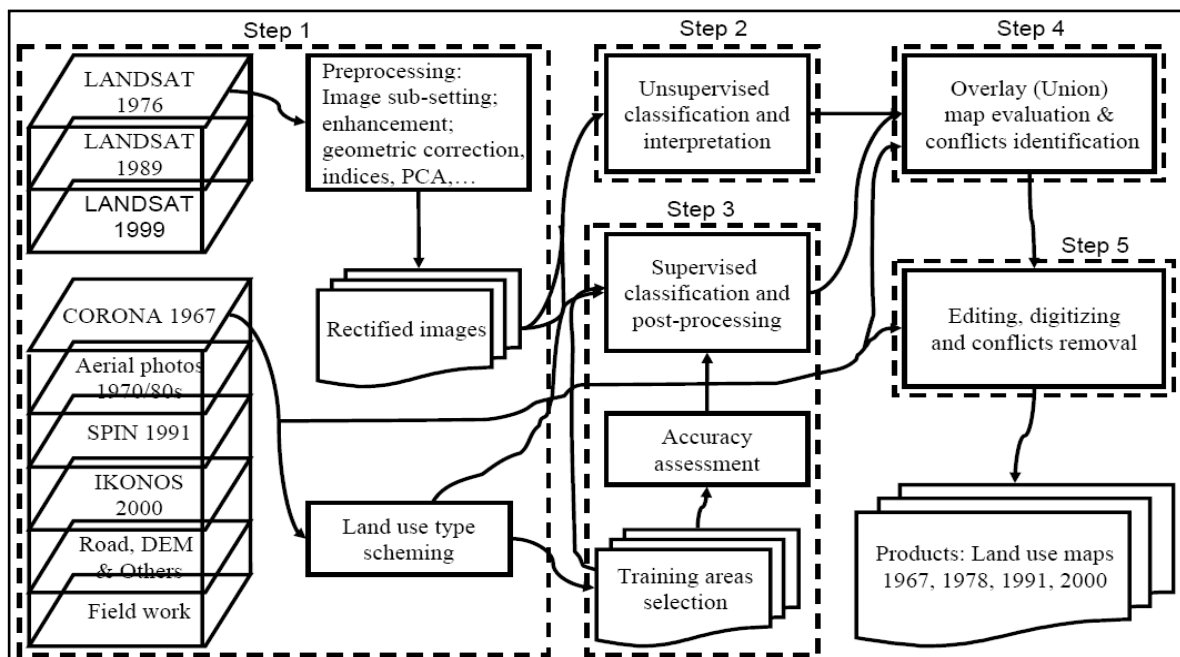 Step 1
LANDSAT
1976
LANDSAT
1989
LANDSAT
1999
Preprocessing:
Image sub-setting;
enhancement;
geometric correction,
indices, PCA,...
Rectified images
CORONA 1967
Aerial photos
1970/80s
SPIN 1991
IKONOS
2000
Road, DEM
& Others
Field work
Land use type
scheming
Step 2
Unsupervised
classification and
interpretation
Step 3
Supervised
classification and
post-processing
Accuracy
assessment
Training areas
selection
Step 4
Overlay (Union)
map evaluation &
conflicts identification
Step 5
Editing, digitizing
and conflicts removal
Products: Land use maps
1967, 1978, 1991, 2000